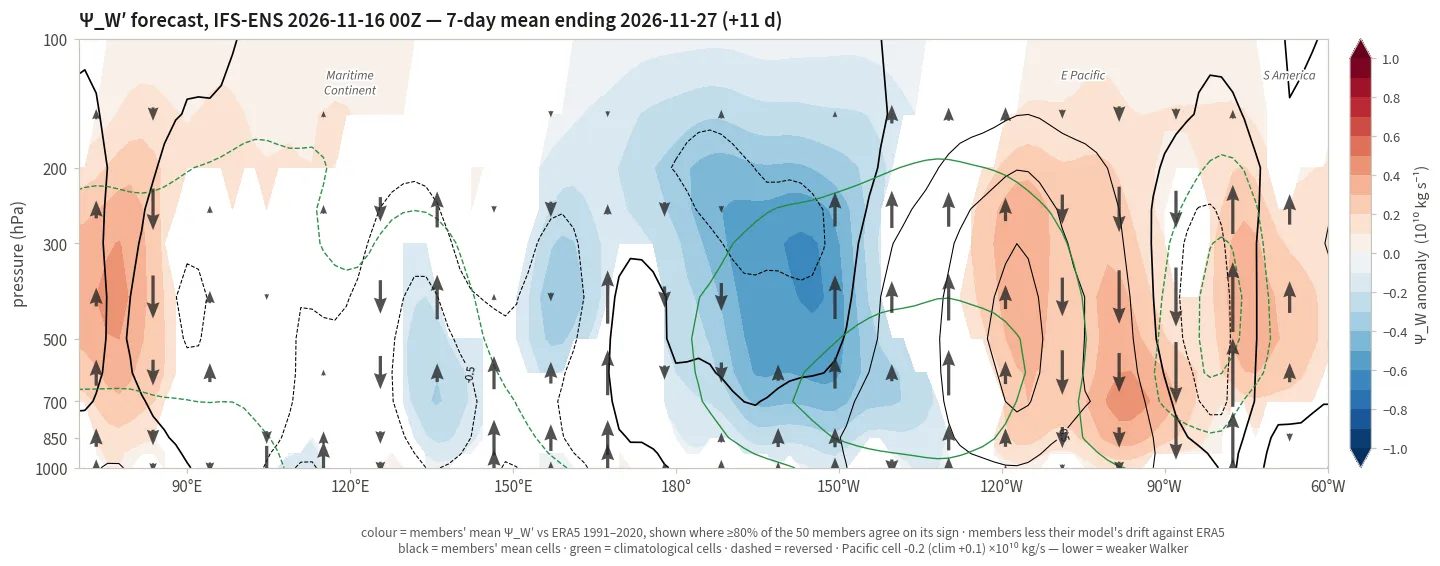 Ψ_W′ forecast, IFS-ENS 2026-11-16 00Z — 7-day mean ending 2026-11-27 (+11 d)
100
200
300
400
500
700
850
1000
pressure (hPa)
Maritime
Continent
E Pacific
S America
-0.5
90°E
120°E
150°E
180°
150°W
120°W
90°W
60°W
1.0
0.8
0.6
0.4
0.2
0.0
−0.2
−0.4
−0.6
−0.8
−1.0
Ψ_W anomaly (10¹⁰ kg s⁻¹)
colour = members' mean Ψ_W′ vs ERA5 1991–2020, shown where ≥80% of the 50 members agree on its sign · members less their model's drift against ERA5
black = members' mean cells · green = climatological cells · dashed = reversed · Pacific cell -0.2 (clim +0.1) ×10¹⁰ kg/s — lower = weaker Walker